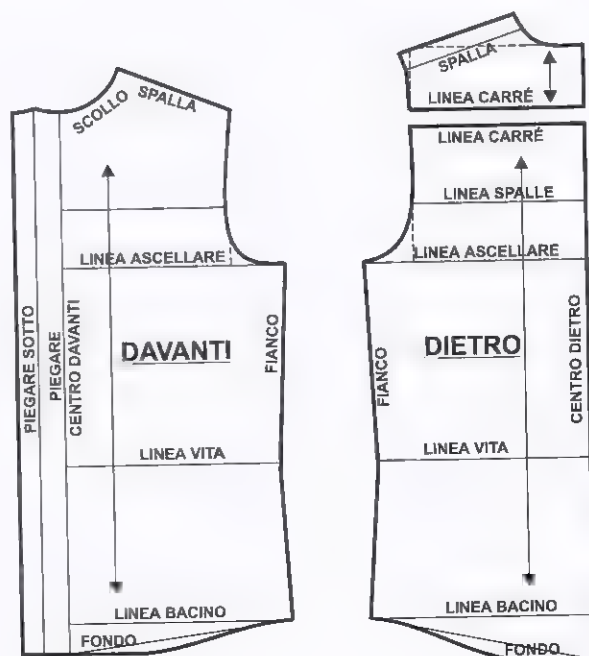 SCOLLO
SPALLA
LINEA ASCELLARE
PIEGARE SOTTO
PIEGARE
CENTRO DAVANTI
DAVANTI
FIANCO
LINEA VITA
LINEA BACINO
FONDO
SPALLA
LINEA CARRÉ
LINEA CARRÉ
LINEA SPALLE
LINEA ASCELLARE
FIANCO
DIETRO
CENTRO DIETRO
LINEA VITA
LINEA BACINO
FONDO